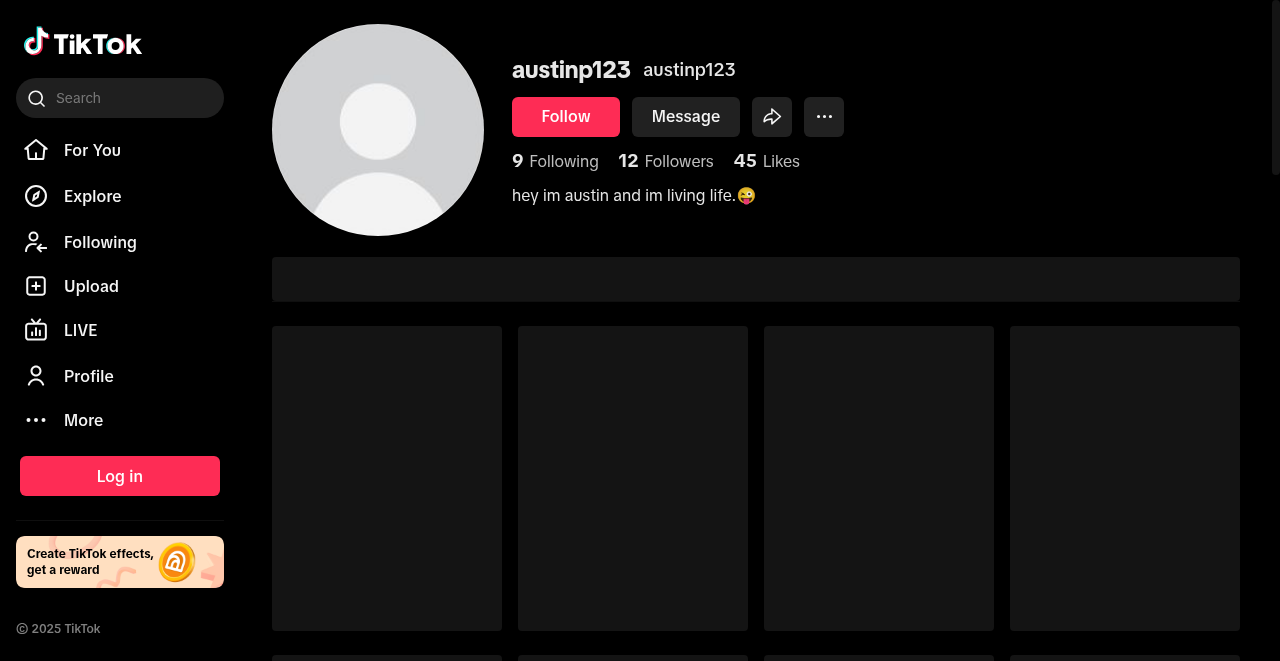 TikTok
Search
For You
Explore
Following
Upload
LIVE
Profile
More
Log in
Create TikTok effects,
get a reward
© 2025 TikTok
austinp123 austinp123
Follow Message
9 Following 12 Followers 45 Likes
hey im austin and im living life.😜